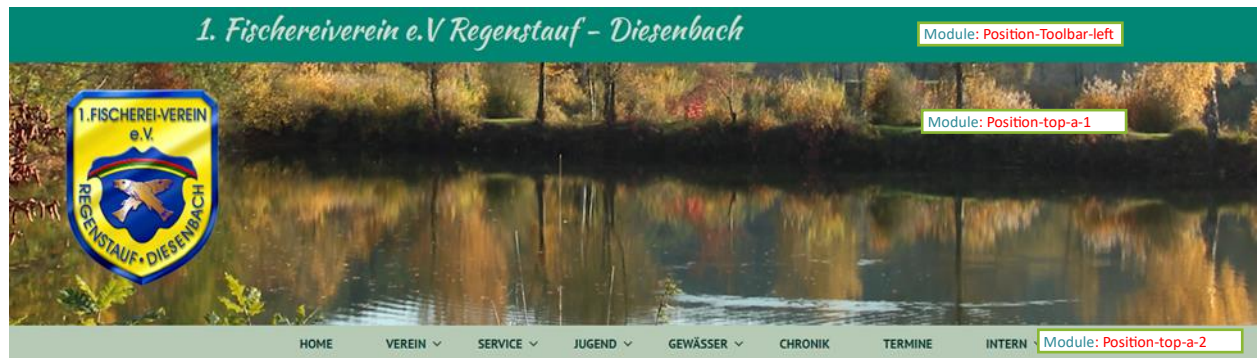 1. Fischereiverein e.V Regenstauf - Diesenbach
Module: Position-Toolbar-left
1.FISCHEREI-VEREIN
e.V.
REGENSTAUF • DIESENBACH
Module: Position-top-a-1
HOME VEREIN SERVICE JUGEND GEWÄSSER CHRONIK TERMINE INTERN
Module: Position-top-a-2